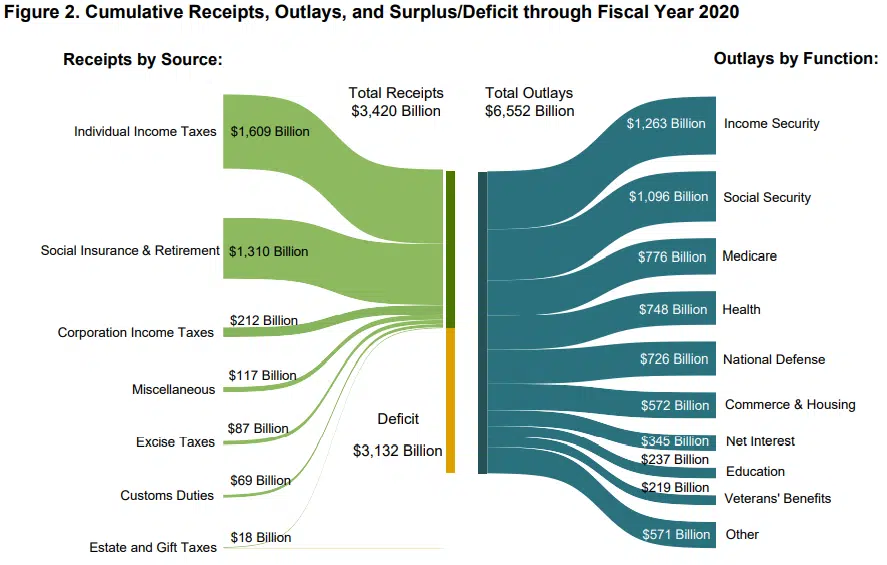 Figure 2. Cumulative Receipts, Outlays, and Surplus/Deficit through Fiscal Year 2020
Receipts by Source:
Outlays by Function:
Total Receipts
$3,420 Billion
Total Outlays
$6,552 Billion
Individual Income Taxes $1,609 Billion
Social Insurance & Retirement $1,310 Billion
$212 Billion
Corporation Income Taxes
$117 Billion
Miscellaneous
$87 Billion
Excise Taxes
$69 Billion
Customs Duties
$18 Billion
Estate and Gift Taxes
Deficit
$3,132 Billion
$1,263 Billion Income Security
$1,096 Billion Social Security
$776 Billion Medicare
$748 Billion Health
$726 Billion National Defense
$572 Billion Commerce & Housing
$345 Billion Net Interest
$237 Billion
Education
$219 Billion
Veterans' Benefits
$571 Billion Other